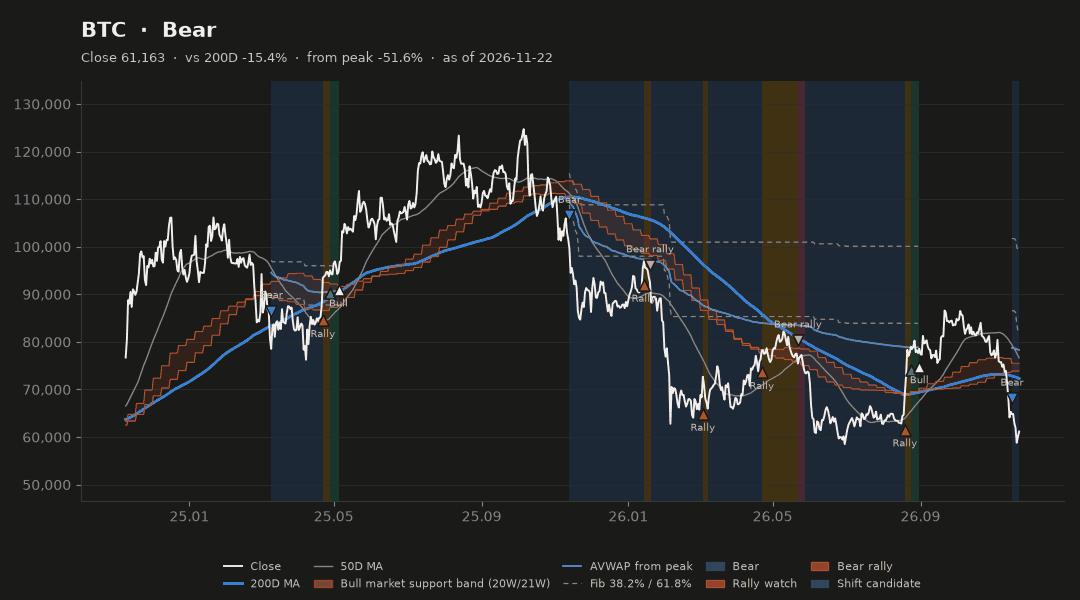 BTC · Bear
Close 61,163 · vs 200D -15.4% · from peak -51.6% · as of 2026-11-22
130,000
120,000
110,000
100,000
90,000
80,000
70,000
60,000
50,000
Bear
Rally
Bull
Bear
Bear rally
Rally
Rally
Bear rally
Rally
Rally
Bull
Bear
25.01
25.05
25.09
26.01
26.05
26.09
Close
50D MA
AVWAP from peak
Bear
Bear rally
200D MA
Bull market support band (20W/21W)
Fib 38.2% / 61.8%
Rally watch
Shift candidate